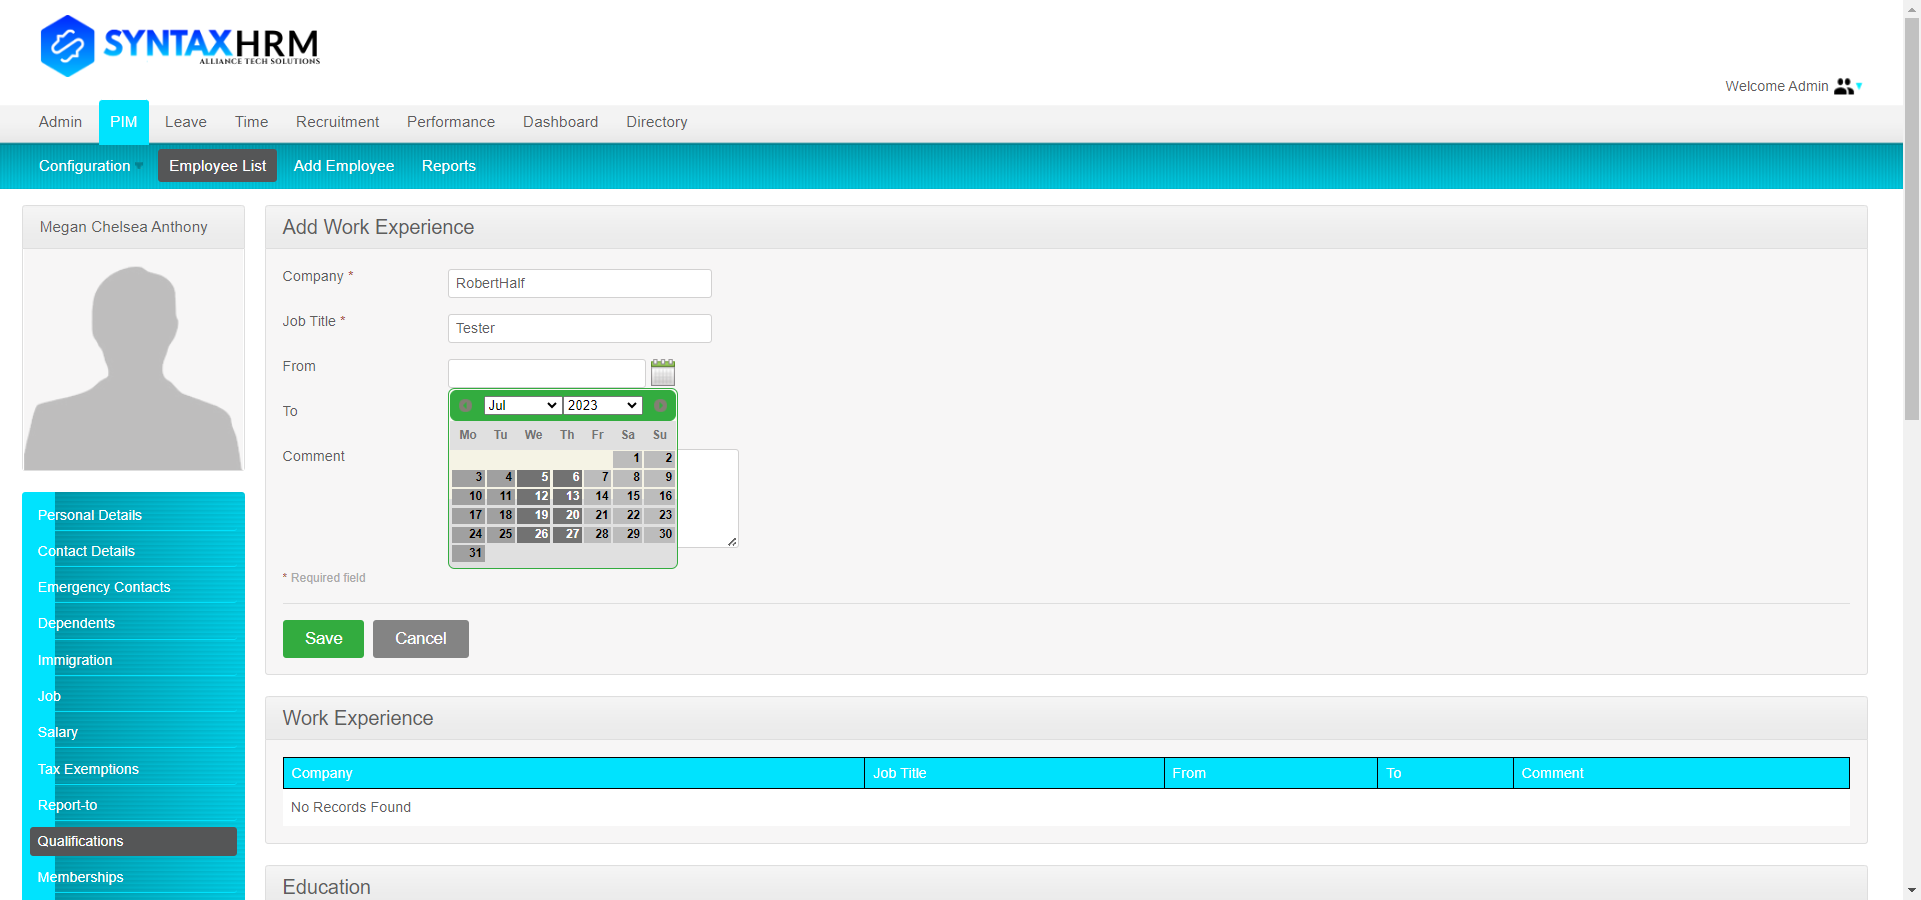 SYNTAXHRM
ALLIANCE TECH SOLUTIONS
Welcome Admin
Admin PIM Leave Time Recruitment Performance Dashboard Directory
Configuration Employee List Add Employee Reports
Megan Chelsea Anthony
Personal Details
Contact Details
Emergency Contacts
Dependents
Immigration
Job
Salary
Tax Exemptions
Report-to
Qualifications
Memberships
Add Work Experience
Company * RobertHalf
Job Title * Tester
From
To
Comment
Jul 2023
Mo Tu We Th Fr Sa Su
1 2
3 4 5 6 7 8 9
10 11 12 13 14 15 16
17 18 19 20 21 22 23
24 25 26 27 28 29 30
31
* Required field
Save Cancel
Work Experience
Company Job Title From To Comment
No Records Found
Education